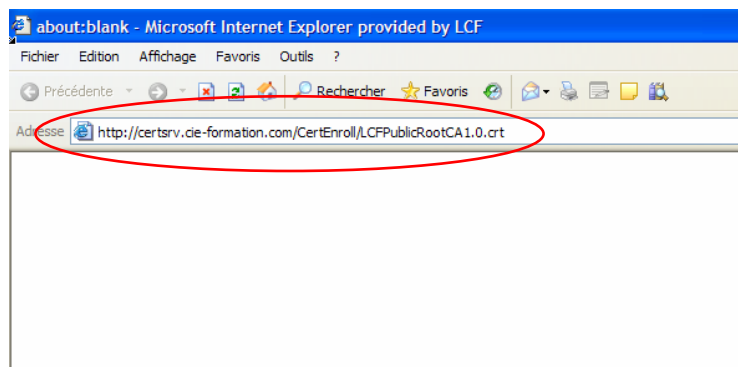 about:blank - Microsoft Internet Explorer provided by LCF
Fichier Edition Affichage Favoris Outils ?
Précédente Rechercher Favoris
Adresse http://certsrv.cie-formation.com/CertEnroll/LCFPublicRootCA1.0.crt